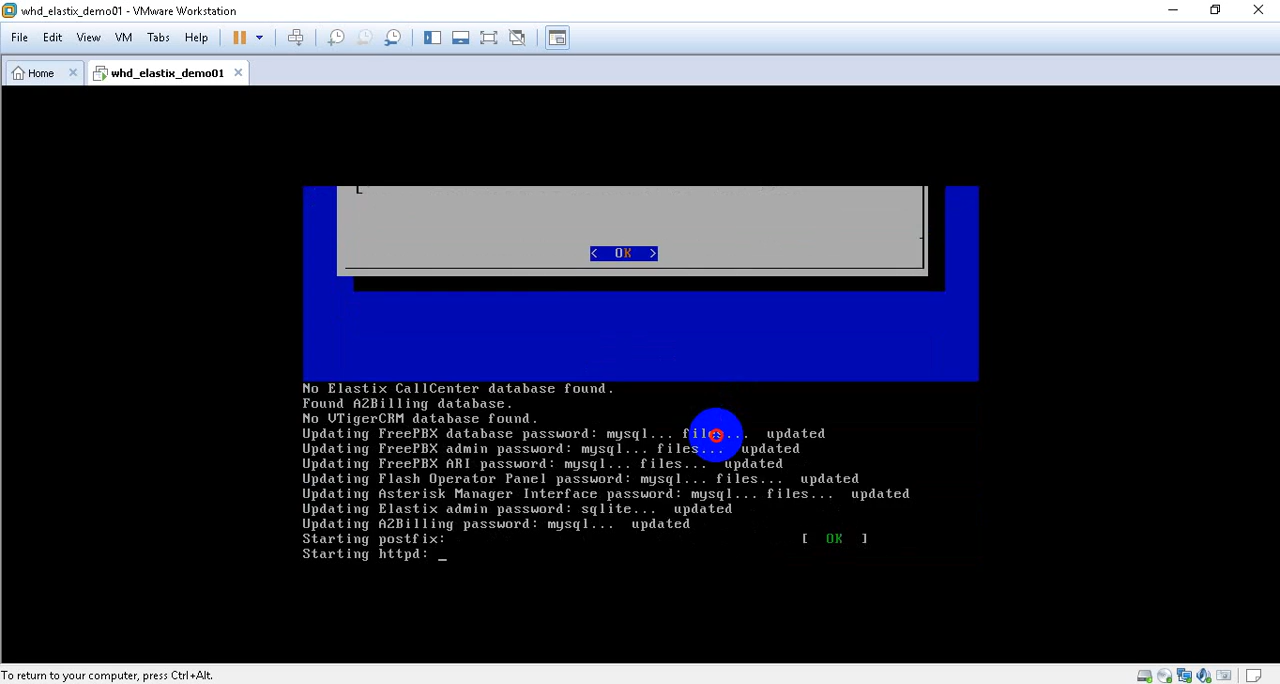 whd_elastix_demo01 - VMware Workstation
File Edit View VM Tabs Help
Home whd_elastix_demo01
< OK >
No Elastix CallCenter database found.
Found A2Billing database.
No VTigerCRM database found.
Updating FreePBX database password: mysql... files... updated
Updating FreePBX admin password: mysql... files... updated
Updating FreePBX ARI password: mysql... files... updated
Updating Flash Operator Panel password: mysql... files... updated
Updating Asterisk Manager Interface password: mysql... files... updated
Updating Elastix admin password: sqlite... updated
Updating A2Billing password: mysql... updated
Starting postfix: [ OK ]
Starting httpd: _
To return to your computer, press Ctrl+Alt.